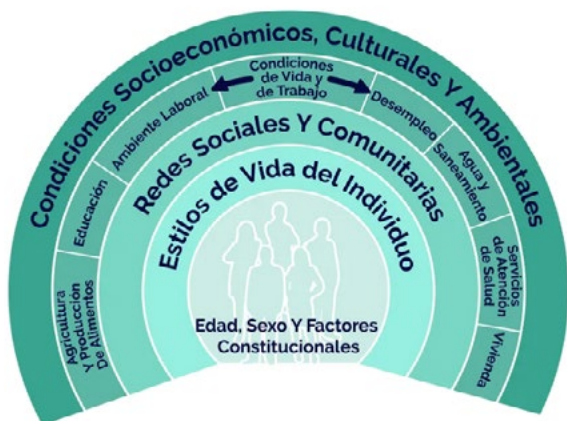 Condiciones Socioeconómicos, Culturales Y Ambientales
Agricultura
Y Producción
De Alimentos
Educación
Ambiente Laboral
Condiciones
de Vida y
de Trabajo
Desempleo
Agua y
Saneamiento
Servicios
de Atención
de Salud
Vivienda
Redes Sociales Y Comunitarias
Estilos de Vida del Individuo
Edad, Sexo Y Factores
Constitucionales